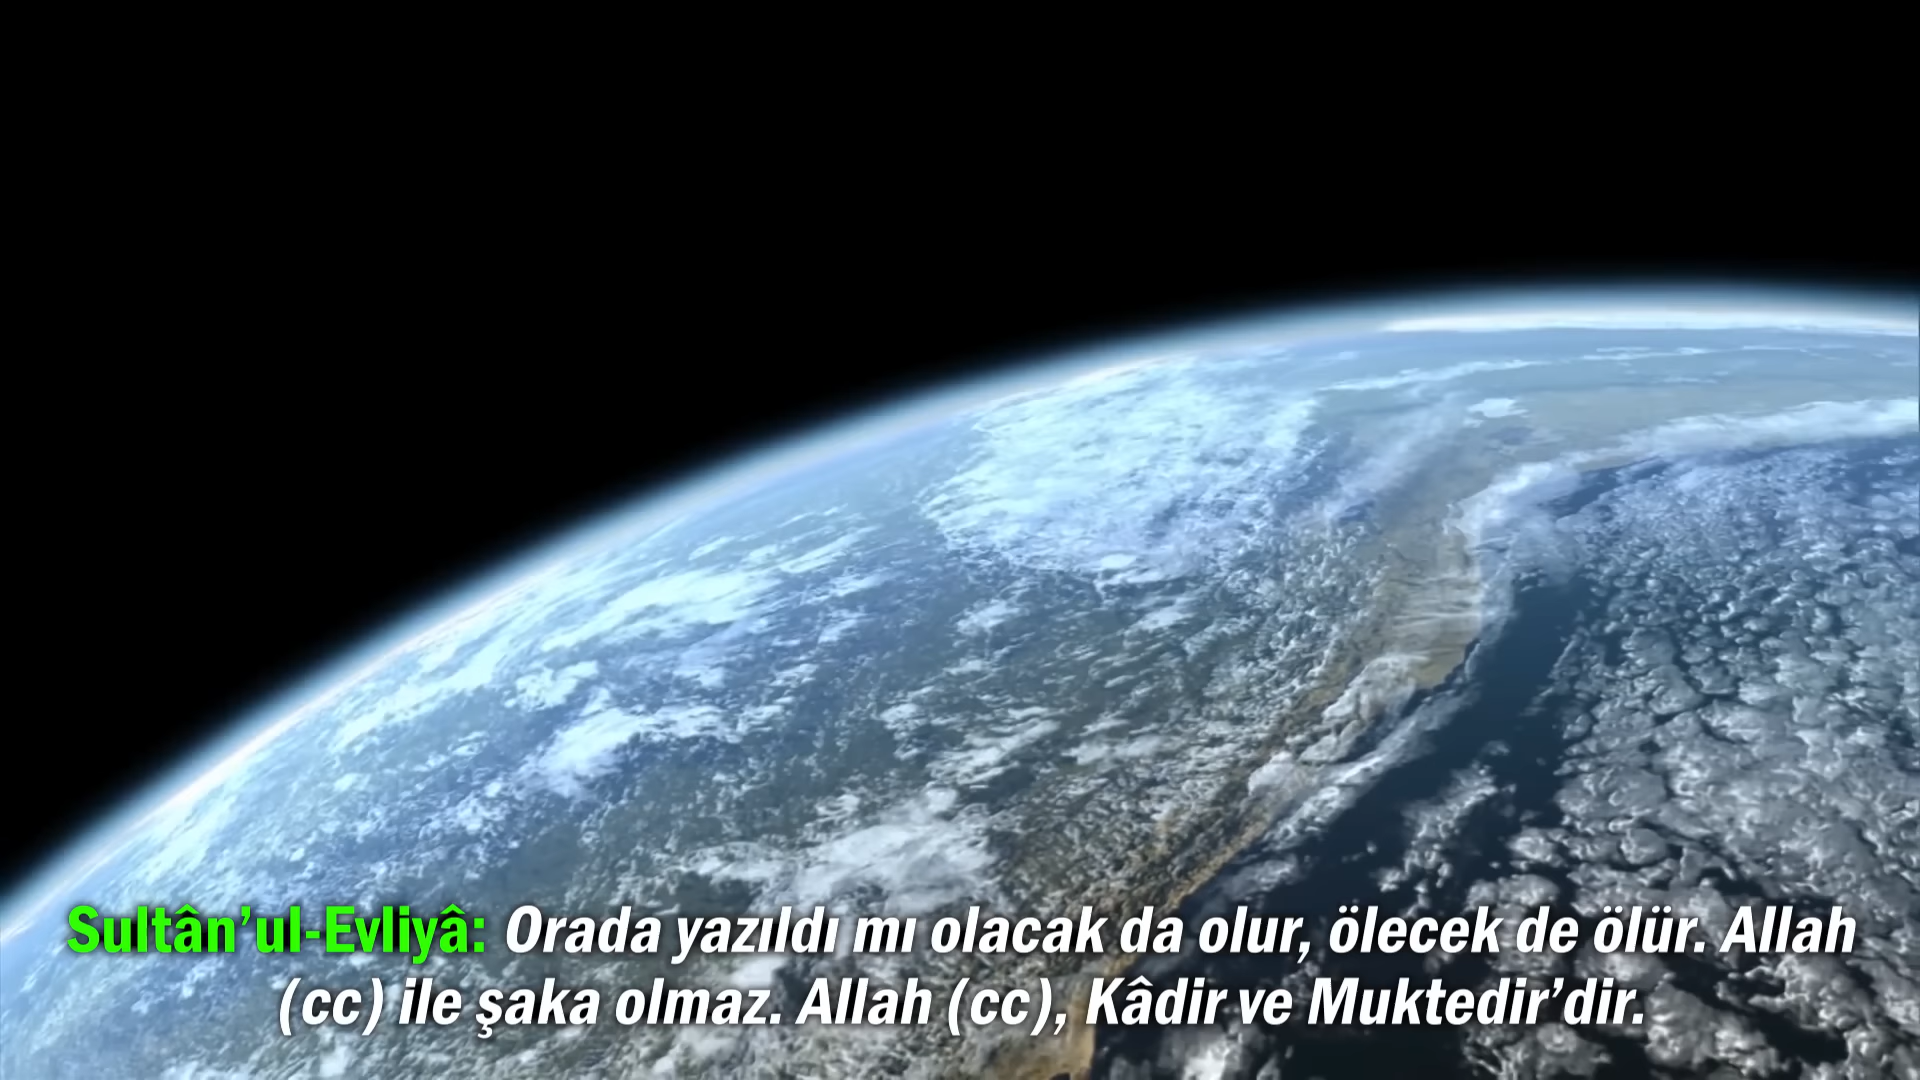 Sultân’ul-Evliyâ: Orada yazıldı mı olacak da olur, ölecek de ölür. Allah
(cc) ile şaka olmaz. Allah (cc), Kâdir ve Muktedir’dir.